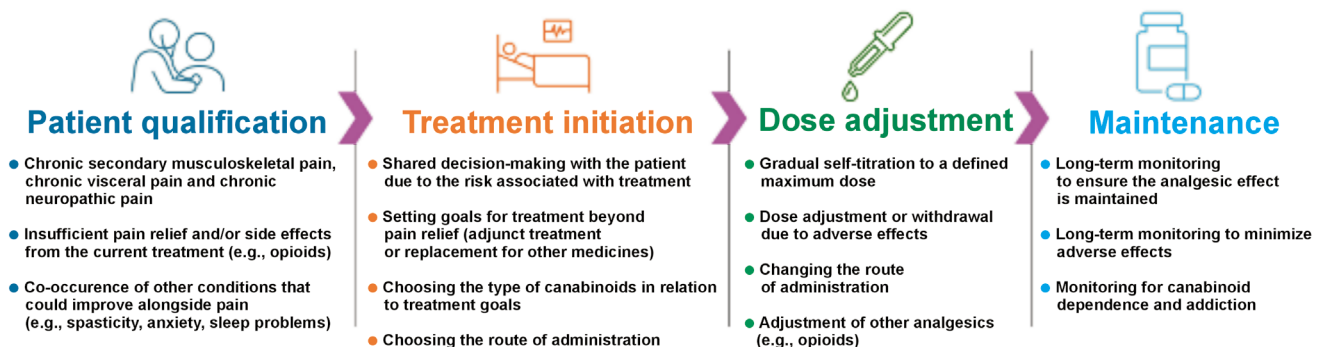 Patient qualification
Chronic secondary musculoskeletal pain,
chronic visceral pain and chronic
neuropathic pain
Insufficient pain relief and/or side effects
from the current treatment (e.g., opioids)
Co-occurence of other conditions that
could improve alongside pain
(e.g., spasticity, anxiety, sleep problems)
Treatment initiation
Shared decision-making with the patient
due to the risk associated with treatment
Setting goals for treatment beyond
pain relief (adjunct treatment
or replacement for other medicines)
Choosing the type of canabinoids in relation
to treatment goals
Choosing the route of administration
Dose adjustment
Gradual self-titration to a defined
maximum dose
Dose adjustment or withdrawal
due to adverse effects
Changing the route
of administration
Adjustment of other analgesics
(e.g., opioids)
Maintenance
Long-term monitoring
to ensure the analgesic effect
is maintained
Long-term monitoring to minimize
adverse effects
Monitoring for canabinoid
dependence and addiction